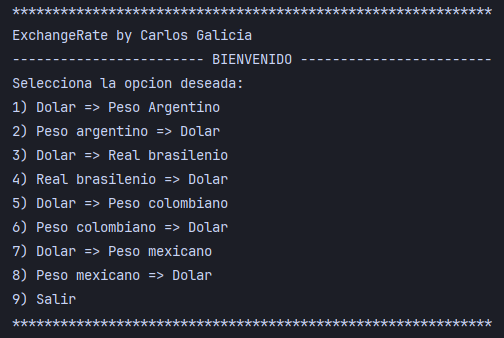 ************************************************************
ExchangeRate by Carlos Galicia
------------------------ BIENVENIDO ------------------------
Selecciona la opcion deseada:
1) Dolar => Peso Argentino
2) Peso argentino => Dolar
3) Dolar => Real brasilenio
4) Real brasilenio => Dolar
5) Dolar => Peso colombiano
6) Peso colombiano => Dolar
7) Dolar => Peso mexicano
8) Peso mexicano => Dolar
9) Salir
************************************************************